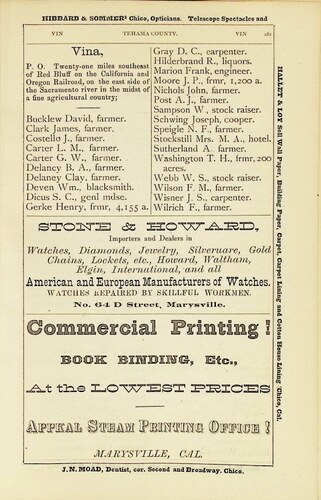 HIBBARD & SOMMER! Chico, Opticians. Telescope Spectacles and
VIN TEHAMA COUNTY. VIN 281
Vina,
P. O. Twenty-one miles southeast
of Red Bluff on the California and
Oregon Railroad, on the east side of
the Sacramento river in the midst of
a fine agricultural country;
Bucklew David, farmer.
Clark James, farmer.
Costello J., farmer.
Carter L. M., farmer.
Carter G. W., farmer.
Delancy B. A., farmer.
Delaney Clay, farmer.
Deven Wm., blacksmith.
Dicus S. C., genl mdse.
Gerke Henry, frmr, 4,155 a.
Gray D. C., carpenter.
Hildebrand R., liquors.
Marion Frank, engineer.
Moore J. P., frmr, 1,200 a.
Nichols John, farmer.
Post A. J., farmer.
Sampson W., stock raiser.
Schwing Joseph, cooper.
Speigle N. F., farmer.
Stockstill Mrs. M. A., hotel.
Sutherland A. farmer.
Washington T. H., frmr, 200
acres.
Webb W. S., stock raiser.
Wilson F. M., farmer.
Wisner J. S., carpenter.
Wilrich F., farmer.
STONE & HOWARD,
Importers and Dealers in
Watches, Diamonds, Jewelry, Silverware, Gold
Chains, Lockets, etc., Howard, Waltham,
Elgin, International, and all
American and European Manufacturers of Watches.
WATCHES REPAIRED BY SKILLFUL WORKMEN.
No. 64 D Street, Marysville.
Commercial Printing
BOOK BINDING, Etc.,
At the LOWEST PRICES
APPEAL STEAM PRINTING OFFICE!
MARYSVILLE, CAL.
J. N. MOAD, Dentist, cor. Second and Broadway. Chico.
HALLET & LOY Sell Wall Paper, Building Paper, Carpet, Carpet Lining and Cotton House Lining Chico, Cal.